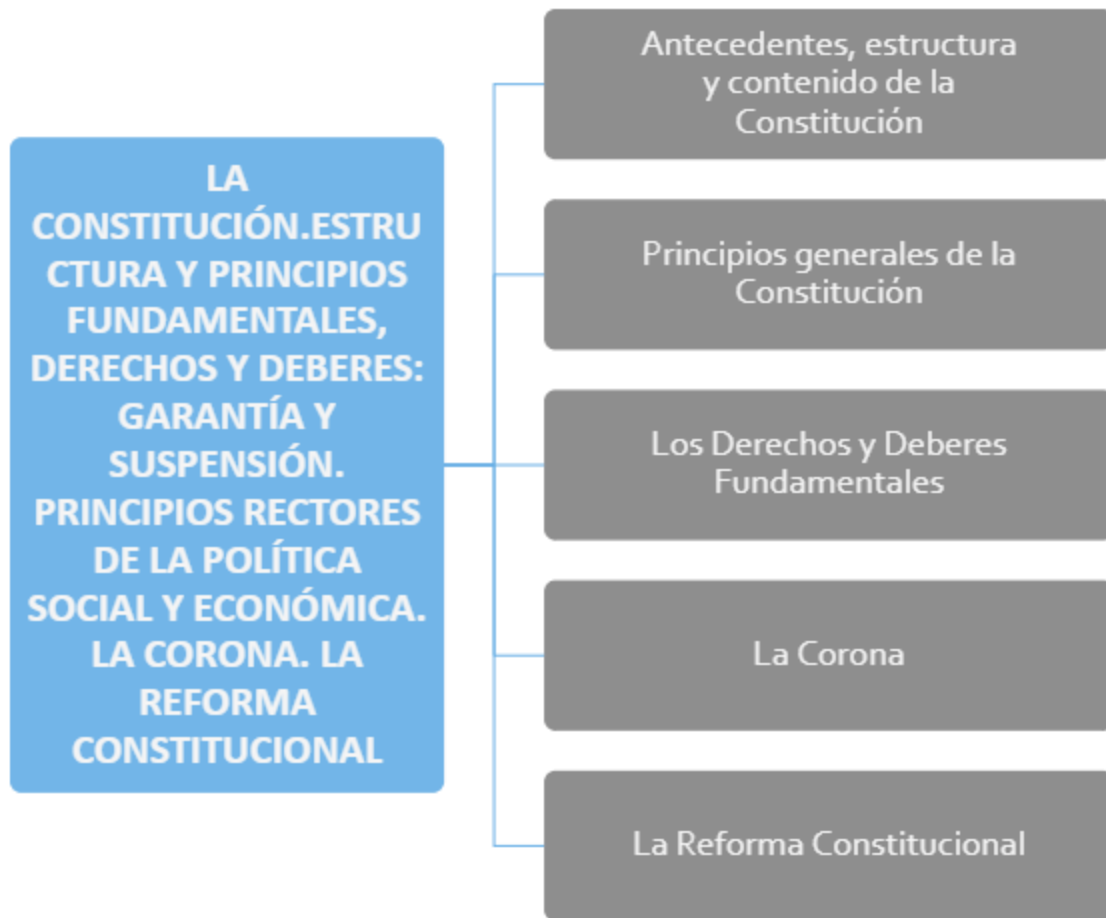 LA
CONSTITUCIÓN.ESTRU
CTURA Y PRINCIPIOS
FUNDAMENTALES,
DERECHOS Y DEBERES:
GARANTÍA Y
SUSPENSIÓN.
PRINCIPIOS RECTORES
DE LA POLÍTICA
SOCIAL Y ECONÓMICA.
LA CORONA. LA
REFORMA
CONSTITUCIONAL
Antecedentes, estructura
y contenido de la
Constitución
Principios generales de la
Constitución
Los Derechos y Deberes
Fundamentales
La Corona
La Reforma Constitucional